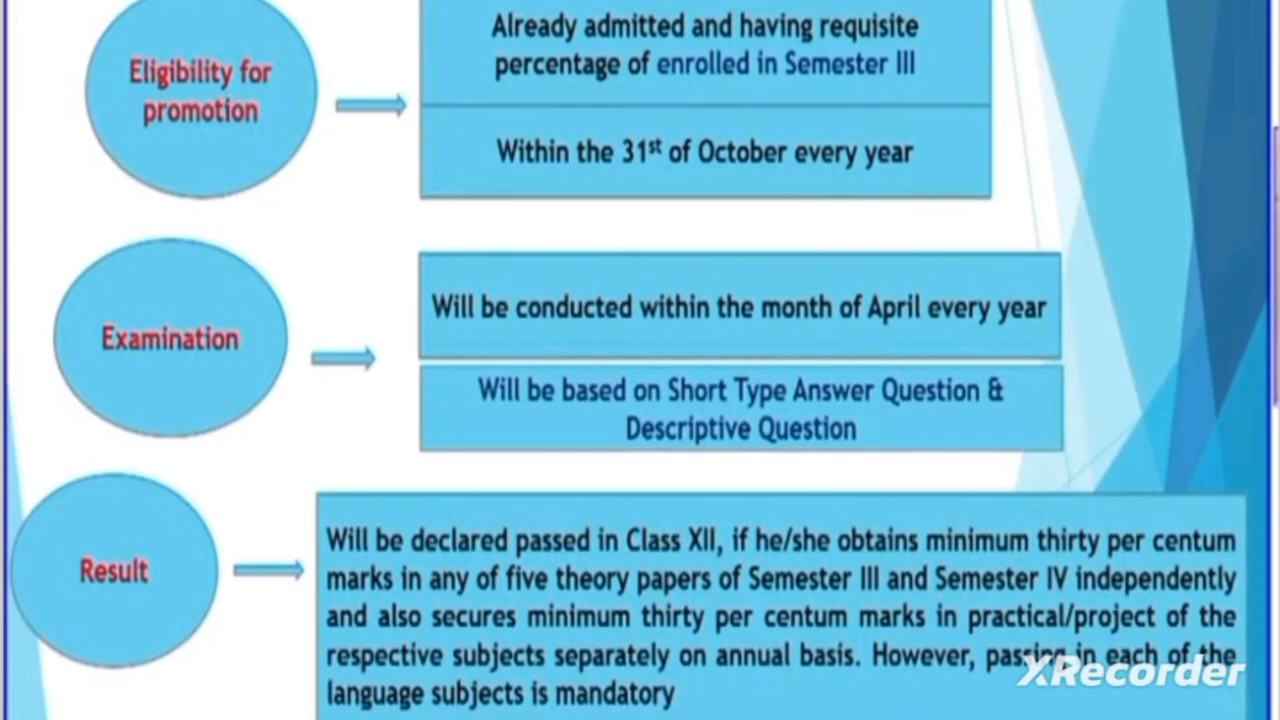 Eligibility for
promotion
Already admitted and having requisite
percentage of enrolled in Semester III
Within the 31st of October every year
Examination
Will be conducted within the month of April every year
Will be based on Short Type Answer Question &
Descriptive Question
Result
Will be declared passed in Class XII, if he/she obtains minimum thirty per centum
marks in any of five theory papers of Semester III and Semester IV independently
and also secures minimum thirty per centum marks in practical/project of the
respective subjects separately on annual basis. However, passing in each of the
language subjects is mandatory
XRecorder